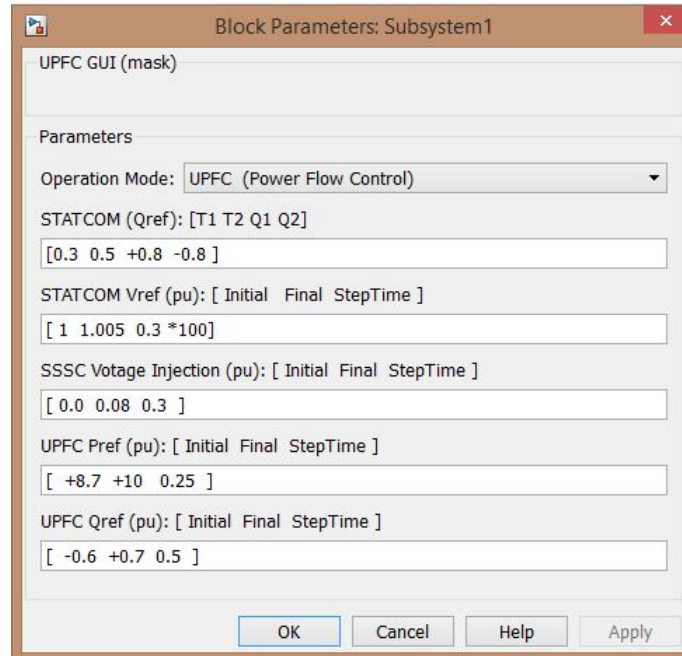 Block Parameters: Subsystem1
UPFC GUI (mask)
Parameters
Operation Mode: UPFC (Power Flow Control)
STATCOM (Qref): [T1 T2 Q1 Q2]
[0.3 0.5 +0.8 -0.8 ]
STATCOM Vref (pu): [ Initial Final StepTime ]
[ 1 1.005 0.3 *100]
SSSC Votage Injection (pu): [ Initial Final StepTime ]
[ 0.0 0.08 0.3 ]
UPFC Pref (pu): [ Initial Final StepTime ]
[ +8.7 +10 0.25 ]
UPFC Qref (pu): [ Initial Final StepTime ]
[ -0.6 +0.7 0.5 ]
OK Cancel Help Apply